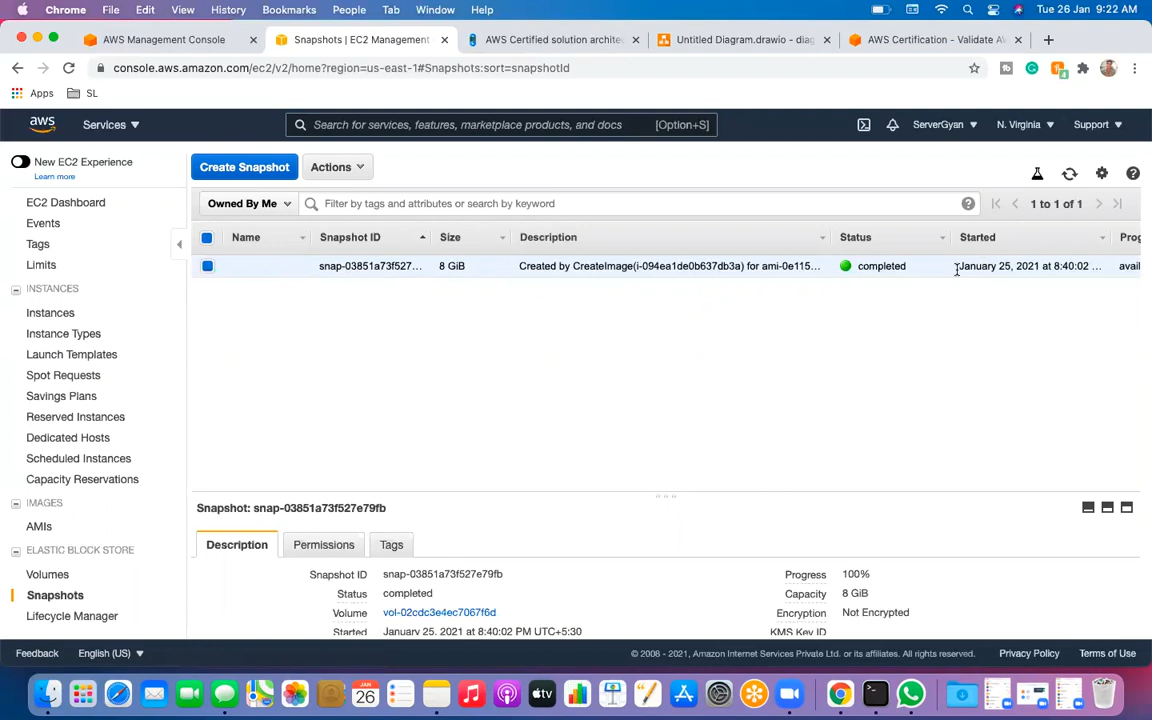 Chrome File Edit View History Bookmarks People Tab Window Help Tue 26 Jan 9:22 AM
AWS Management Console
Snapshots | EC2 Management
AWS Certified solution archite
Untitled Diagram.drawio - diag
AWS Certification - Validate AW
console.aws.amazon.com/ec2/v2/home?region=us-east-1#Snapshots:sort=snapshotId
4
Apps SL
aws Services Search for services, features, marketplace products, and docs [Option+S] ServerGyan N. Virginia Support
New EC2 Experience
Learn more
EC2 Dashboard
Events
Tags
Limits
INSTANCES
Instances
Instance Types
Launch Templates
Spot Requests
Savings Plans
Reserved Instances
Dedicated Hosts
Scheduled Instances
Capacity Reservations
IMAGES
AMIs
ELASTIC BLOCK STORE
Volumes
Snapshots
Lifecycle Manager
Create Snapshot Actions
Owned By Me Filter by tags and attributes or search by keyword 1 to 1 of 1
Name Snapshot ID Size Description Status Started Prog
snap-03851a73f527... 8 GiB Created by CreateImage(i-094ea1de0b637db3a) for ami-0e115... completed January 25, 2021 at 8:40:02 ... avail
Snapshot: snap-03851a73f527e79fb
Description Permissions Tags
Snapshot ID snap-03851a73f527e79fb Progress 100%
Status completed Capacity 8 GiB
Volume vol-02cdc3e4ec7067f6d Encryption Not Encrypted
Started January 25, 2021 at 8:40:02 PM UTC+5:30 KMS Key ID
Feedback English (US) © 2008 - 2021, Amazon Internet Services Private Ltd. or its affiliates. All rights reserved. Privacy Policy Terms of Use
JAN
26
tv